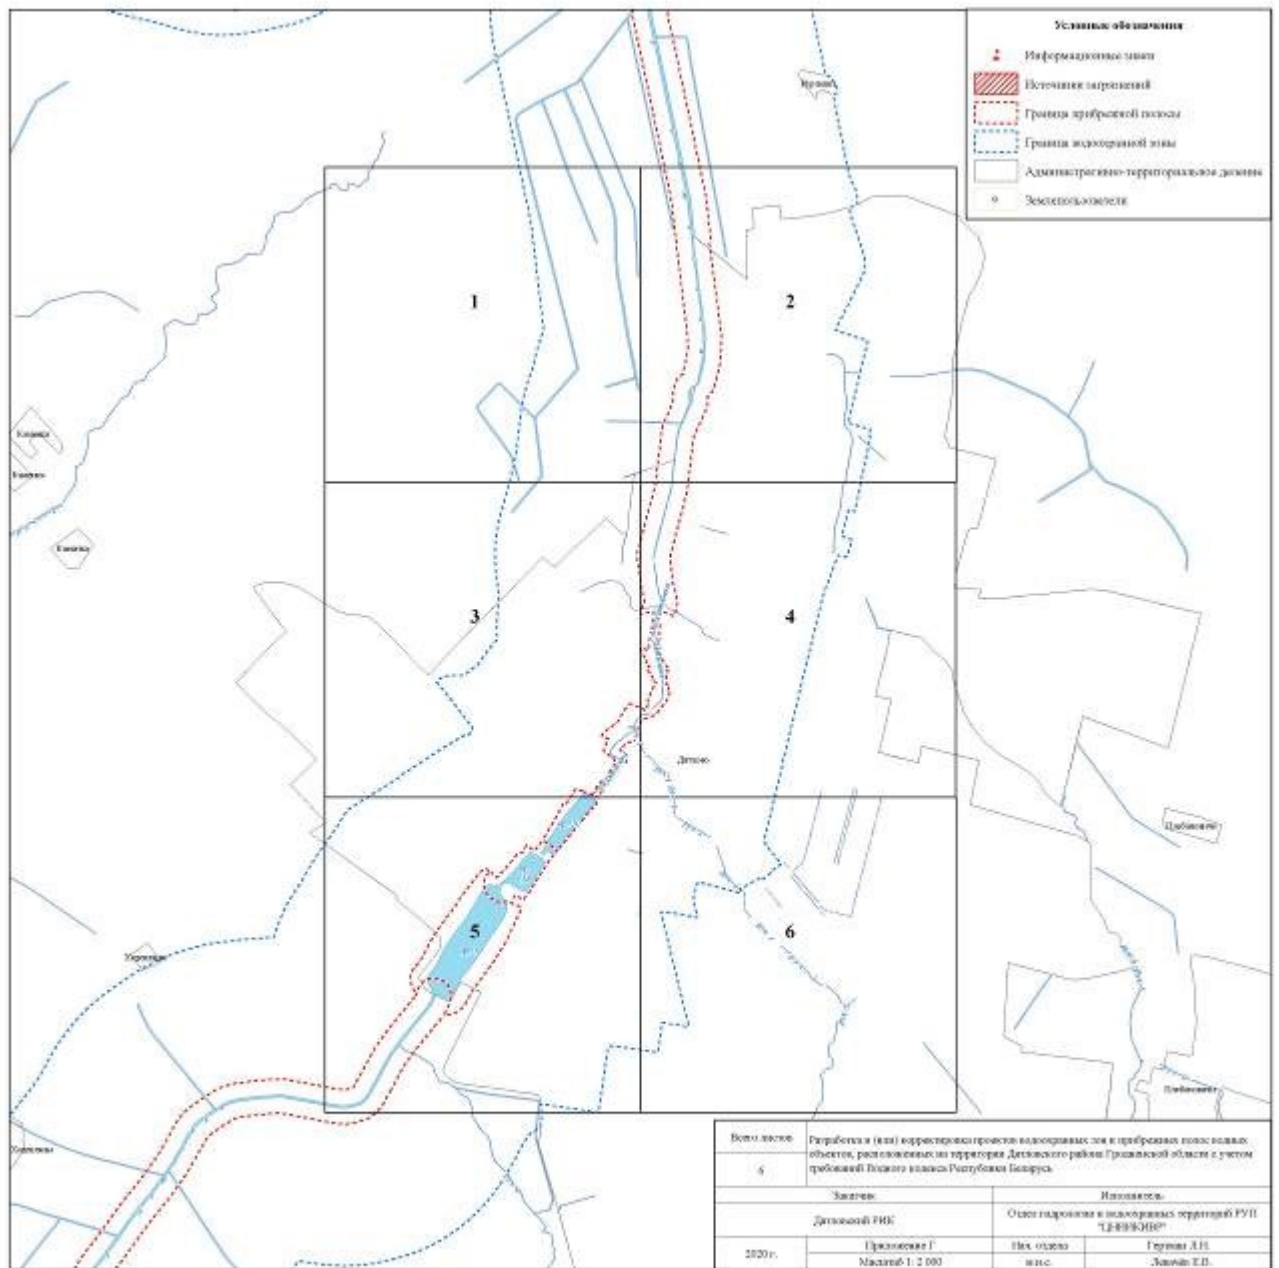 Условные обозначения
Информационные знаки
Источники загрязнений
Граница прибрежной полосы
Граница водоохранной зоны
Административно-территориальное деление
Землепользователи
1
2
3
4
Дятлово
5
6
Всего листов
6
Разработка и (или) корректировка проектов водоохранных зон и прибрежных полос водных
объектов, расположенных на территории Дятловского района Гродненской области с учетом
требований Водного кодекса Республики Беларусь
Заказчик
Исполнитель
Дятловский РИК
Отдел гидрологии и водоохранных территорий РУП
"ЦНИИКИВР"
2020 г.
Приложение Г
Нач. отдела
Масштаб 1: 2 000
м.н.с.